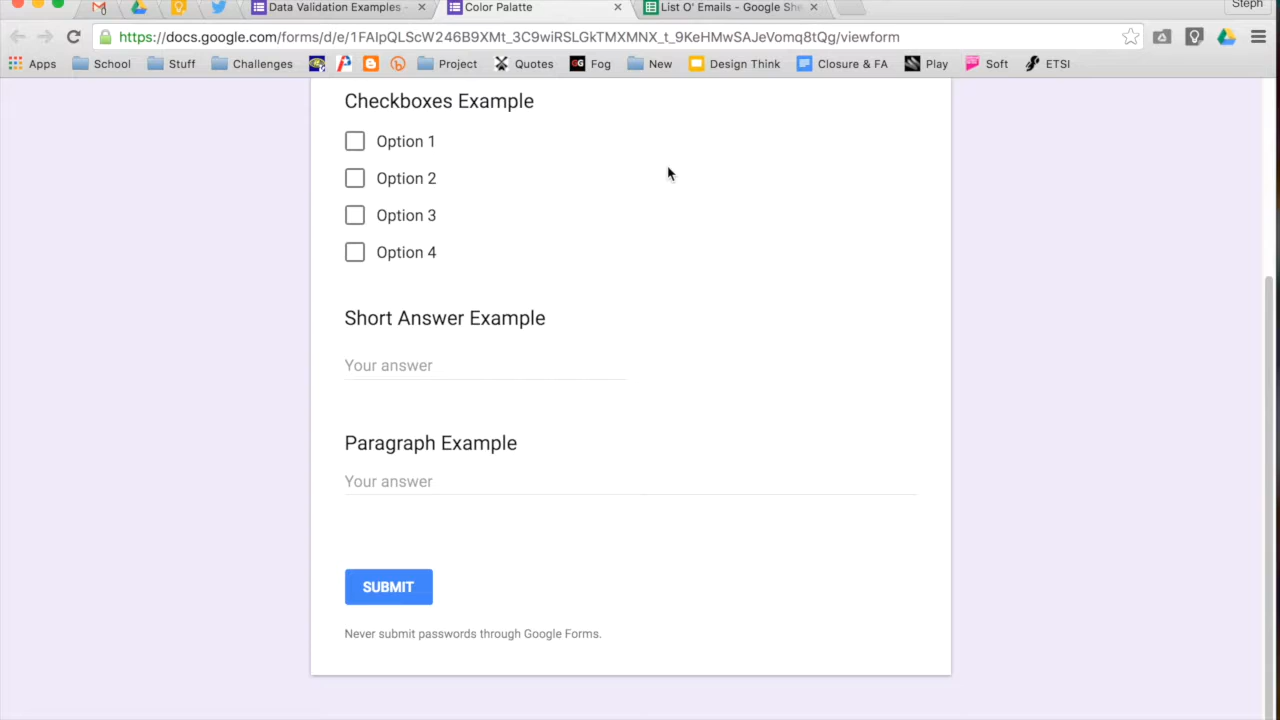 Data Validation Examples -
Color Palatte
List O' Emails - Google She
Steph
https://docs.google.com/forms/d/e/1FAIpQLScW246B9XMt_3C9wiRSLGkTMXMNX_t_9KeHMwSAJeVomq8tQg/viewform
Apps School Stuff Challenges Project Quotes Fog New Design Think Closure & FA Play Soft ETSI
Checkboxes Example
Option 1
Option 2
Option 3
Option 4
Short Answer Example
Your answer
Paragraph Example
Your answer
SUBMIT
Never submit passwords through Google Forms.